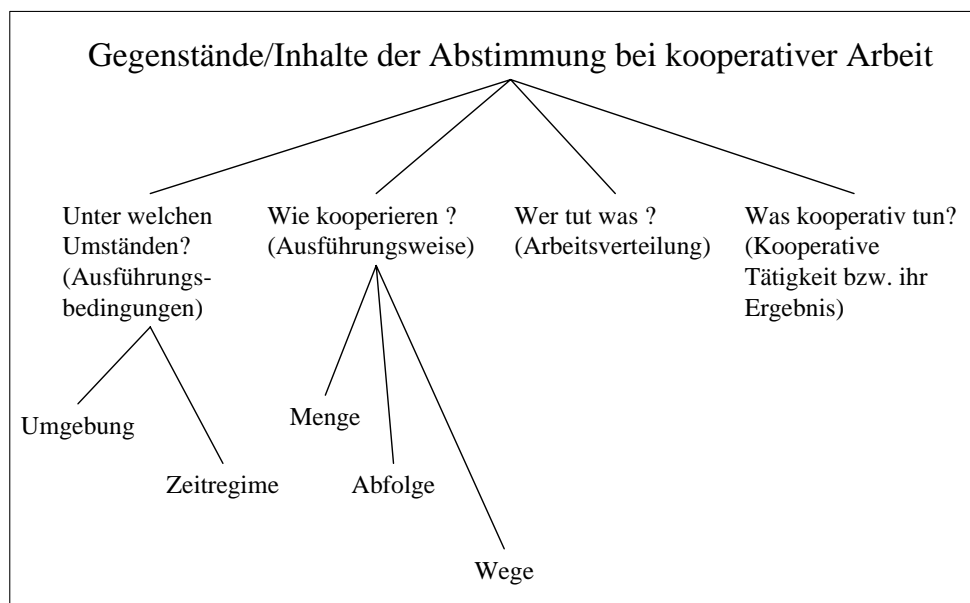 Gegenstände/Inhalte der Abstimmung bei kooperativer Arbeit
Unter welchen
Umständen?
(Ausführungs-
bedingungen)
Wie kooperieren ?
(Ausführungsweise)
Wer tut was ?
(Arbeitsverteilung)
Was kooperativ tun?
(Kooperative
Tätigkeit bzw. ihr
Ergebnis)
Umgebung
Zeitregime
Menge
Abfolge
Wege